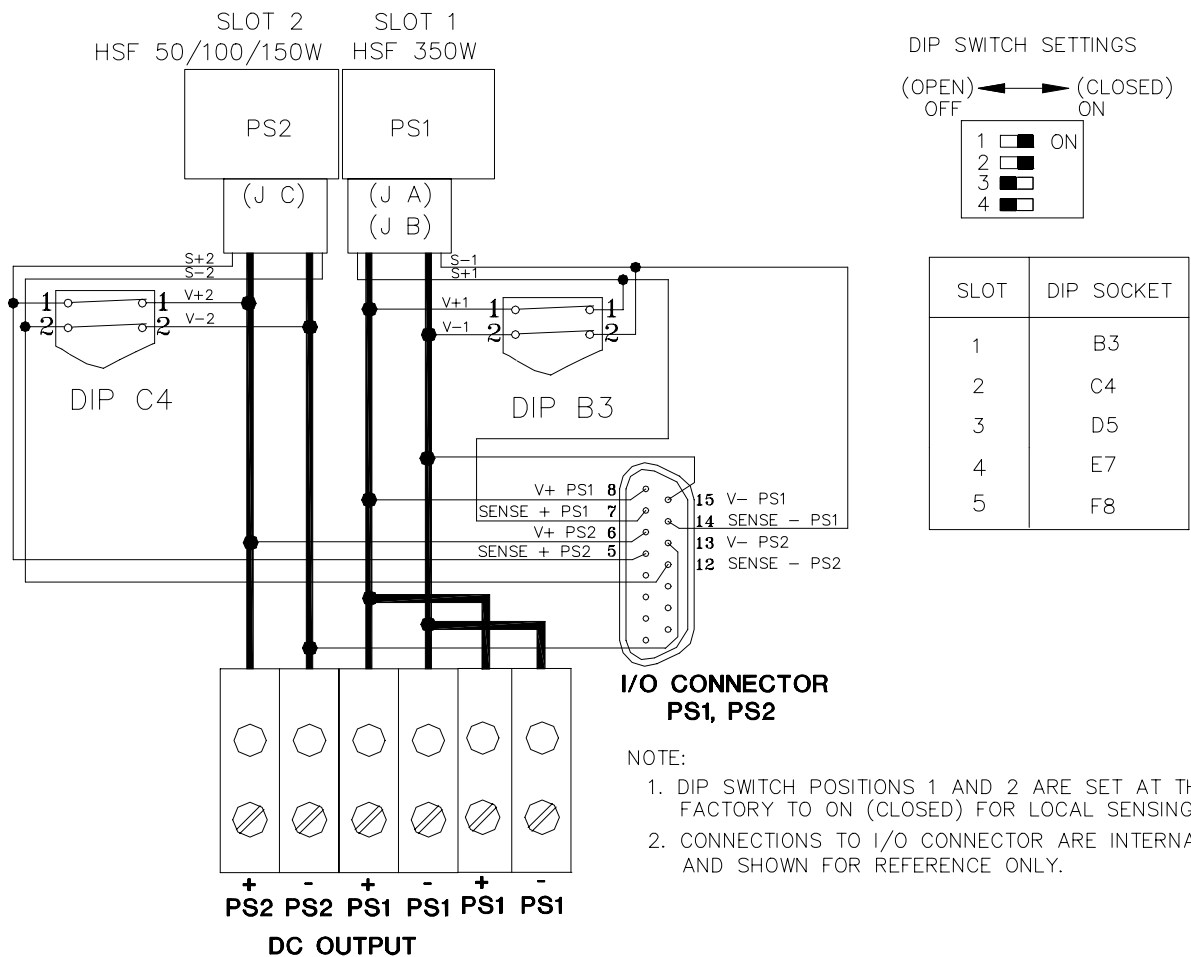 SLOT 2
HSF 50/100/150W
SLOT 1
HSF 350W
PS2
PS1
(J C)
(J A)
(J B)
S+2
S-2
S-1
S+1
1
2
V+2
V-2
1
2
DIP C4
V+1
V-1
1
2
1
2
DIP B3
V+ PS1 8
SENSE + PS1 7
V+ PS2 6
SENSE + PS2 5
15 V- PS1
14 SENSE - PS1
13 V- PS2
12 SENSE - PS2
I/O CONNECTOR
PS1, PS2
+ - + - + -
PS2 PS2 PS1 PS1 PS1 PS1
DC OUTPUT
DIP SWITCH SETTINGS
(OPEN) (CLOSED)
OFF ON
1 ON
2
3
4
SLOT DIP SOCKET
1 B3
2 C4
3 D5
4 E7
5 F8
NOTE:
1. DIP SWITCH POSITIONS 1 AND 2 ARE SET AT
FACTORY TO ON (CLOSED) FOR LOCAL SENSING
2. CONNECTIONS TO I/O CONNECTOR ARE
AND SHOWN FOR REFERENCE ONLY.